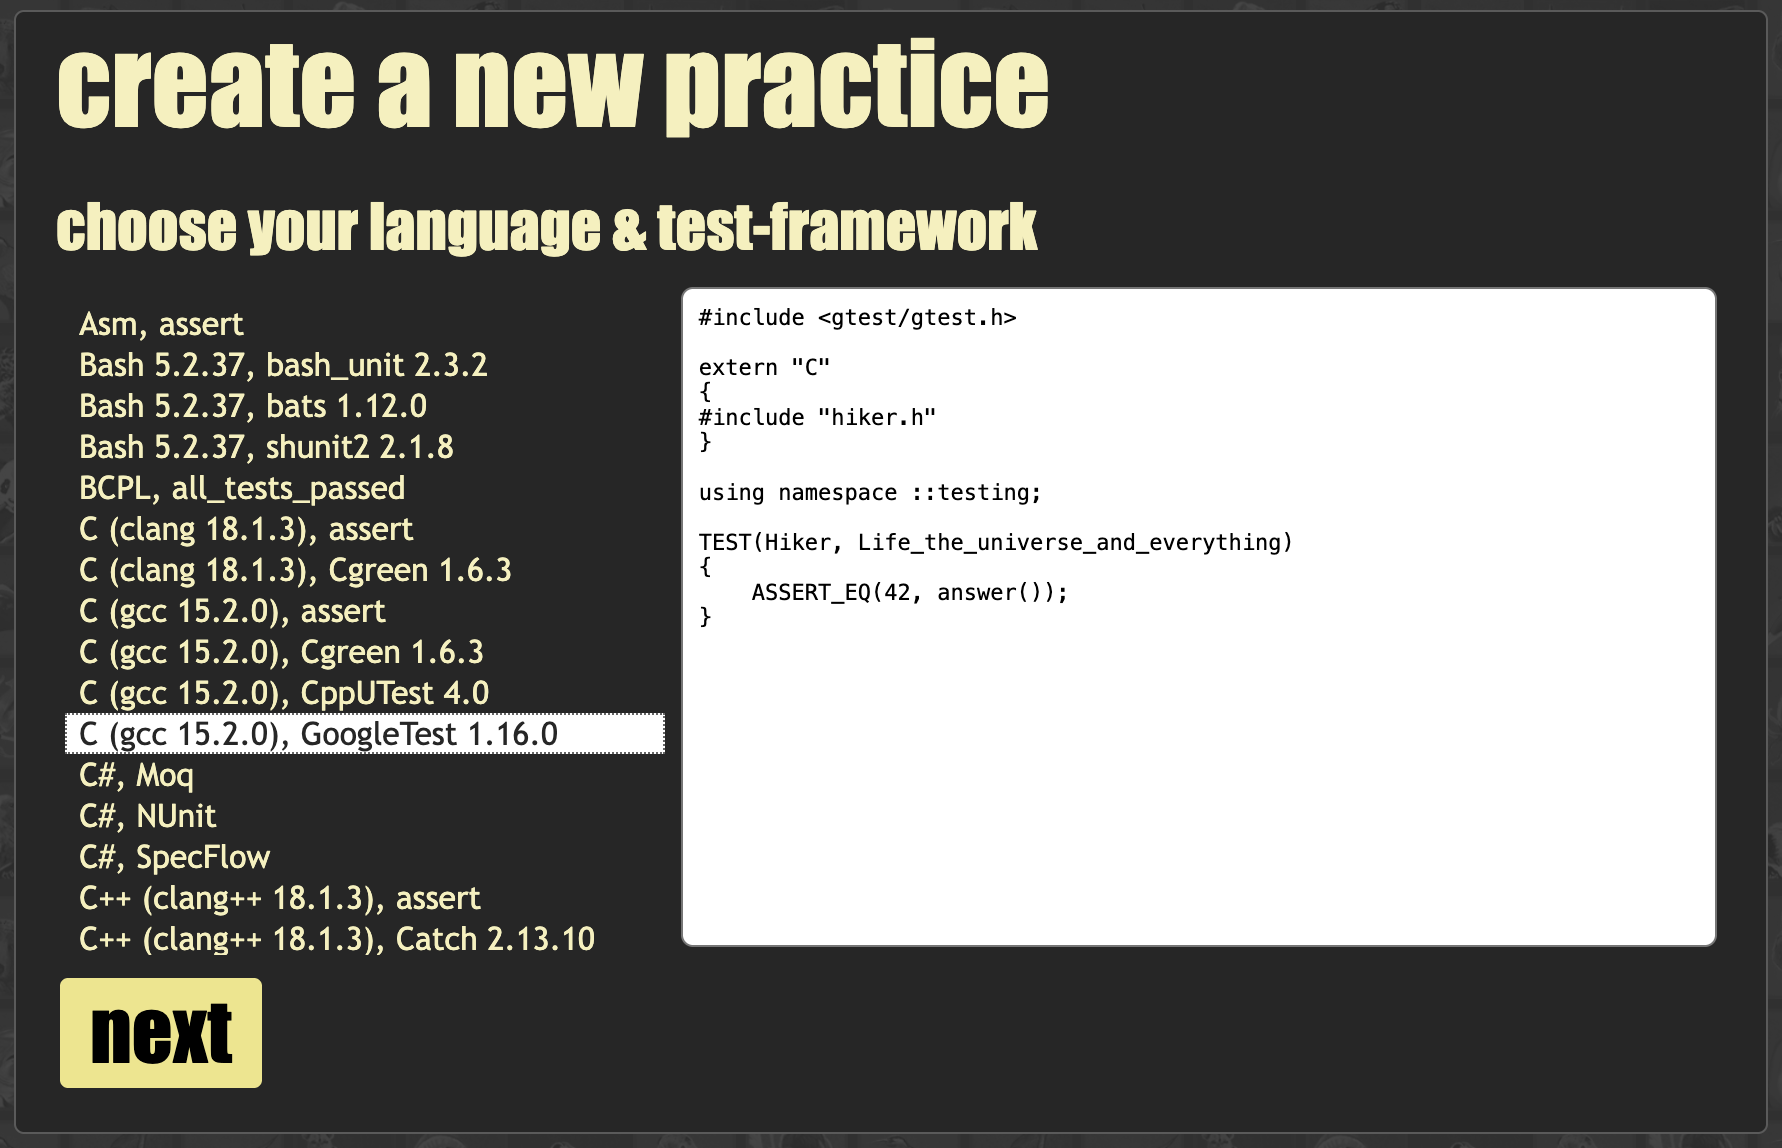 create a new practice
choose your language & test-framework
Asm, assert
Bash 5.2.37, bash_unit 2.3.2
Bash 5.2.37, bats 1.12.0
Bash 5.2.37, shunit2 2.1.8
BCPL, all_tests_passed
C (clang 18.1.3), assert
C (clang 18.1.3), Cgreen 1.6.3
C (gcc 15.2.0), assert
C (gcc 15.2.0), Cgreen 1.6.3
C (gcc 15.2.0), CppUTest 4.0
C (gcc 15.2.0), GoogleTest 1.16.0
C#, Moq
C#, NUnit
C#, SpecFlow
C++ (clang++ 18.1.3), assert
C++ (clang++ 18.1.3), Catch 2.13.10
#include <gtest/gtest.h>
extern "C"
{
#include "hiker.h"
}
using namespace ::testing;
TEST(Hiker, Life_the_universe_and_everything)
{
    ASSERT_EQ(42, answer());
}
next